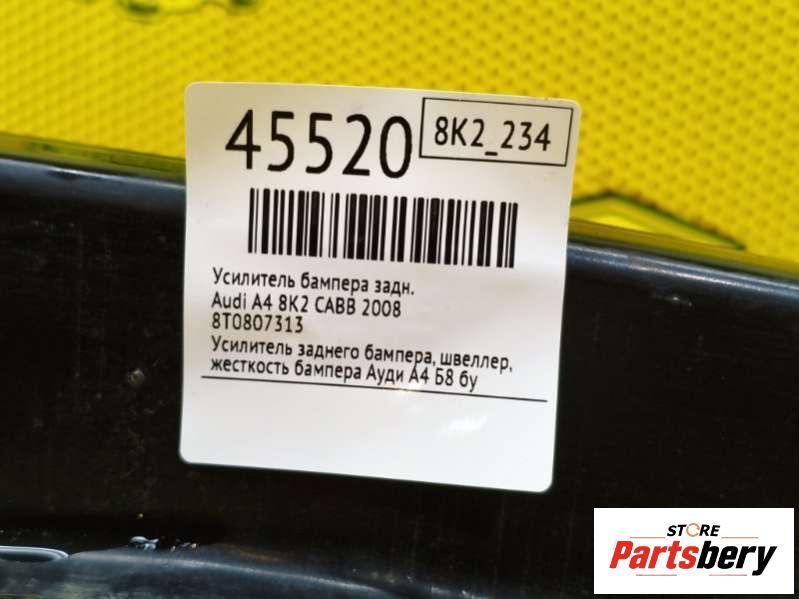 45520
8K2_234
Усилитель бампера задн.
Audi A4 8K2 CABB 2008
8T0807313
Усилитель заднего бампера, швеллер,
жесткость бампера Ауди А4 Б8 бу
STORE
Partsbery